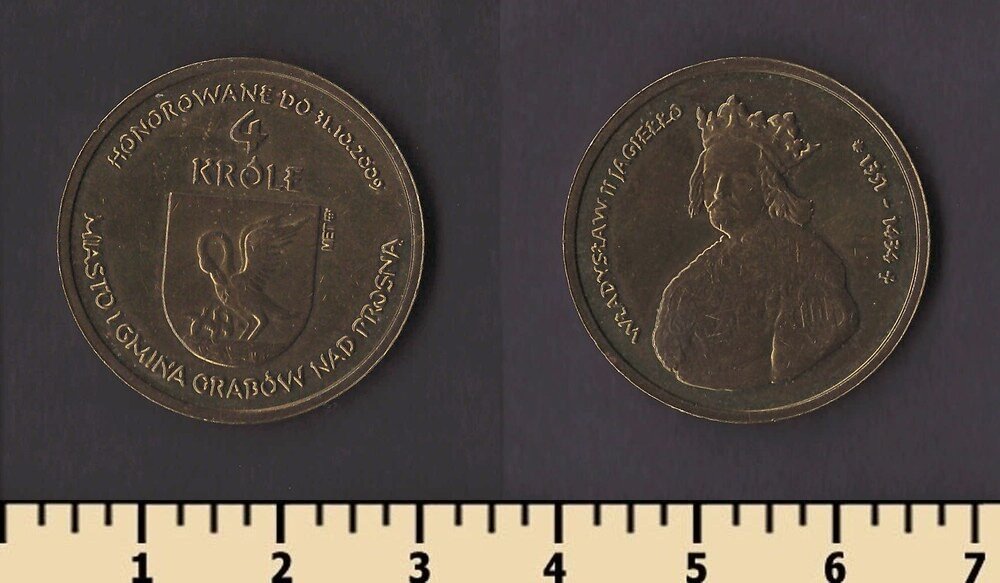 HONOROWANE DO 31.10.2009
4
KRÓLE
METTEP
MIASTO I GMINA GRABÓW NAD PROSNĄ
WŁADYSŁAW II JAGIEŁŁO
* 1351 - 1434 ✝
1 2 3 4 5 6 7